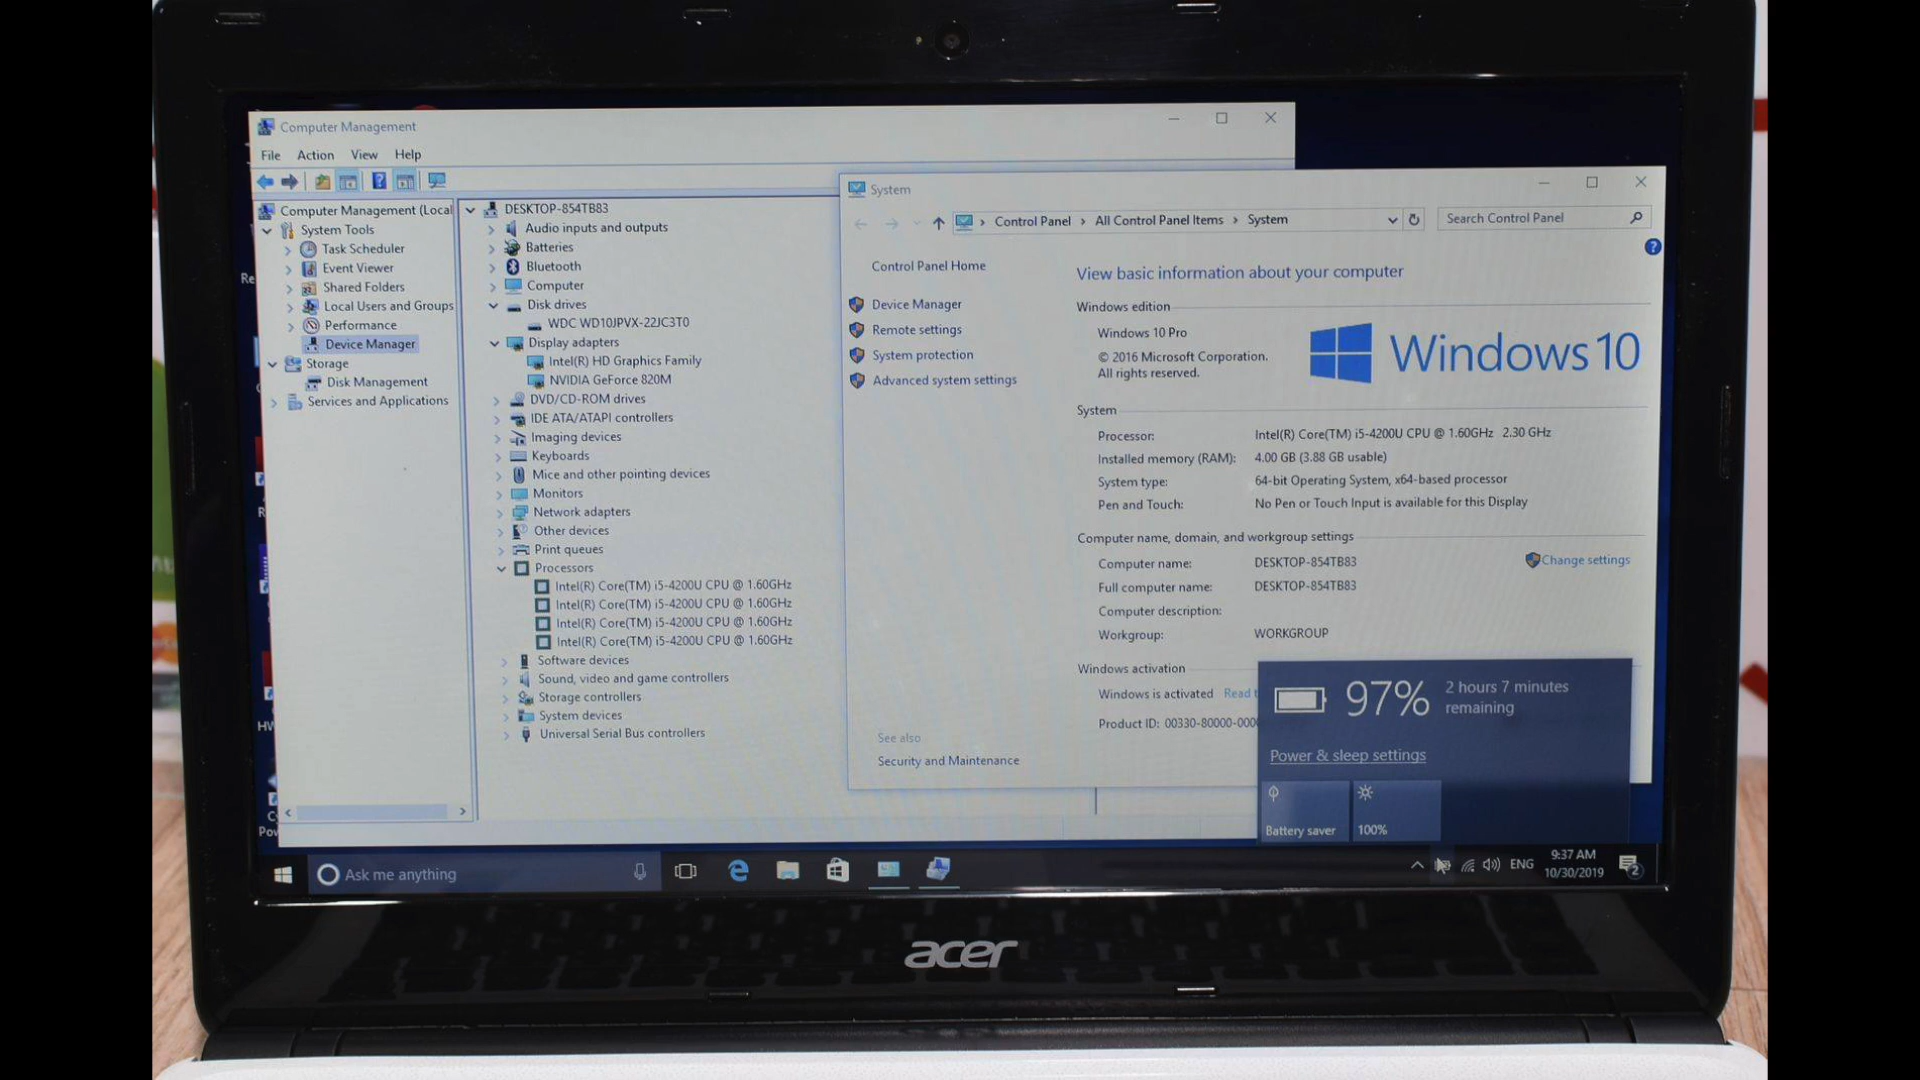 Computer Management
File Action View Help
Computer Management (Local
System Tools
Task Scheduler
Event Viewer
Shared Folders
Local Users and Groups
Performance
Device Manager
Storage
Disk Management
Services and Applications
DESKTOP-854TB83
Audio inputs and outputs
Batteries
Bluetooth
Computer
Disk drives
WDC WD10JPVX-22JC3T0
Display adapters
Intel(R) HD Graphics Family
NVIDIA GeForce 820M
DVD/CD-ROM drives
IDE ATA/ATAPI controllers
Imaging devices
Keyboards
Mice and other pointing devices
Monitors
Network adapters
Other devices
Print queues
Processors
Intel(R) Core(TM) i5-4200U CPU @ 1.60GHz
Intel(R) Core(TM) i5-4200U CPU @ 1.60GHz
Intel(R) Core(TM) i5-4200U CPU @ 1.60GHz
Intel(R) Core(TM) i5-4200U CPU @ 1.60GHz
Software devices
Sound, video and game controllers
Storage controllers
System devices
Universal Serial Bus controllers
System
Control Panel > All Control Panel Items > System
Search Control Panel
Control Panel Home
Device Manager
Remote settings
System protection
Advanced system settings
See also
Security and Maintenance
View basic information about your computer
Windows edition
Windows 10 Pro
© 2016 Microsoft Corporation.
All rights reserved.
Windows 10
System
Processor: Intel(R) Core(TM) i5-4200U CPU @ 1.60GHz 2.30 GHz
Installed memory (RAM): 4.00 GB (3.88 GB usable)
System type: 64-bit Operating System, x64-based processor
Pen and Touch: No Pen or Touch Input is available for this Display
Computer name, domain, and workgroup settings
Computer name: DESKTOP-854TB83
Change settings
Full computer name: DESKTOP-854TB83
Computer description:
Workgroup: WORKGROUP
Windows activation
Windows is activated Read t
Product ID: 00330-80000-000
97%
2 hours 7 minutes
remaining
Power & sleep settings
Battery saver
100%
Re
R
HW
C
Pow
Ask me anything
ENG
9:37 AM
10/30/2019
2
acer